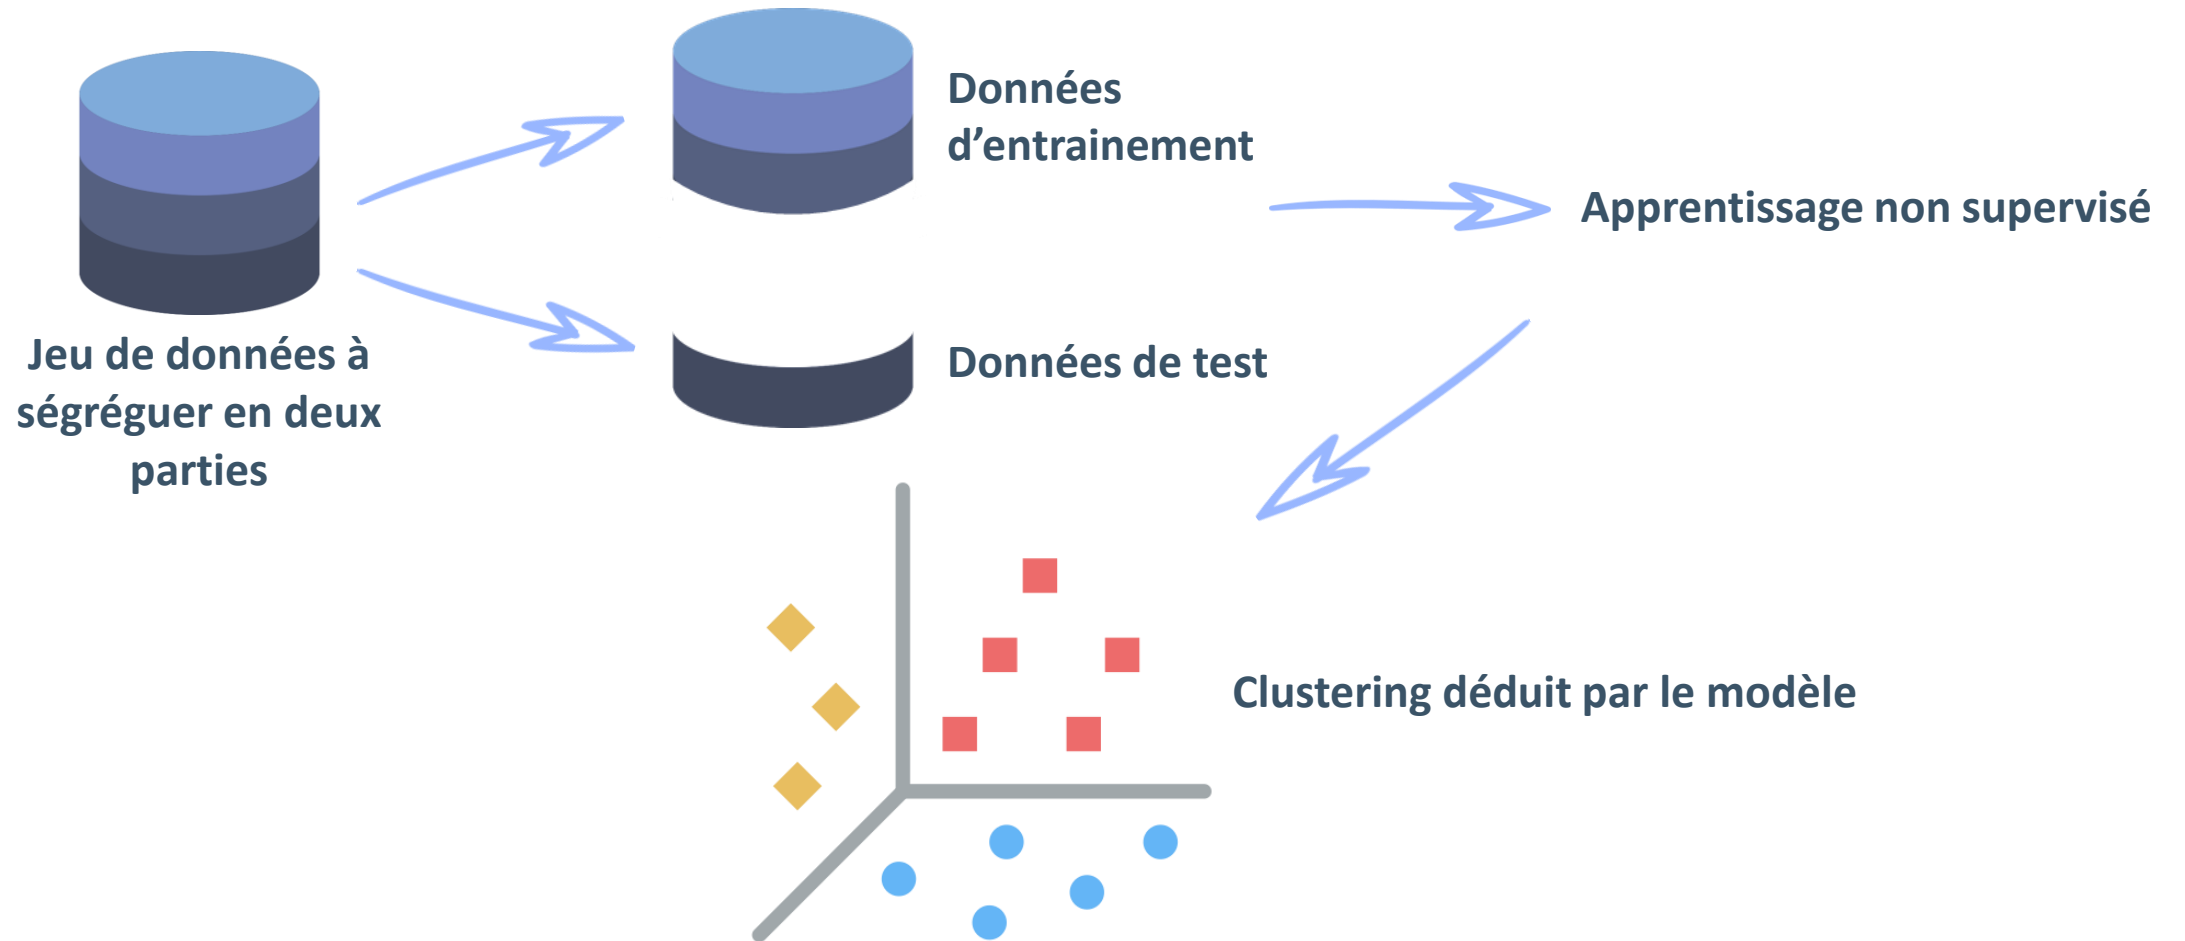 Données
d’entrainement
Apprentissage non supervisé
Jeu de données à
ségréguer en deux
parties
Données de test
Clustering déduit par le modèle